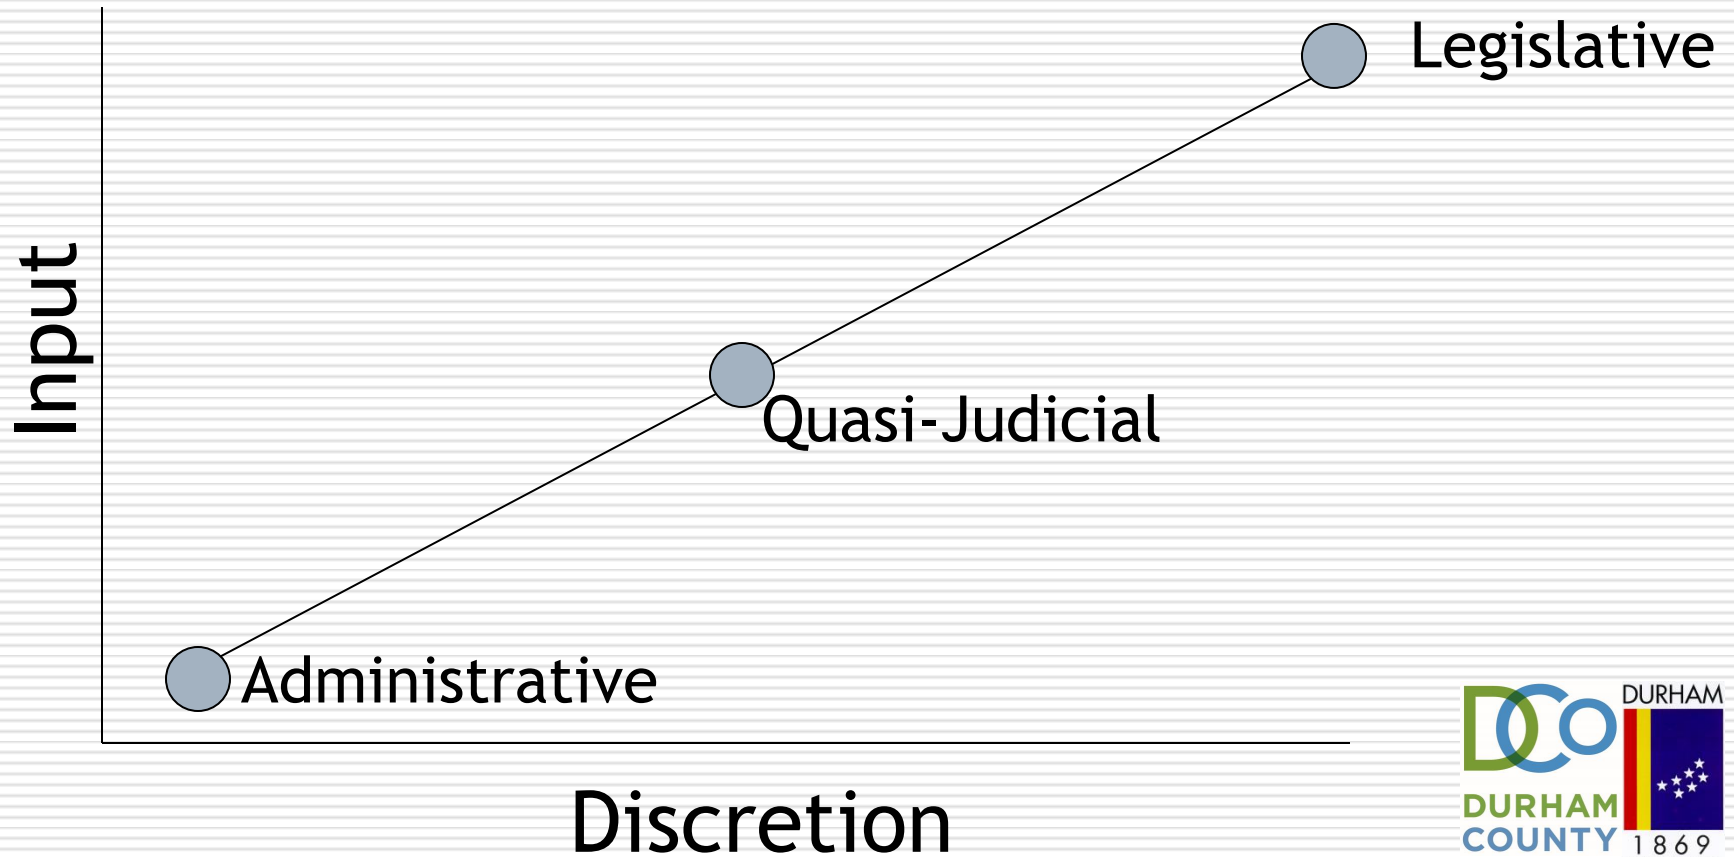 Legislative
Input
Quasi-Judicial
Administrative
Discretion
DCO
DURHAM
COUNTY
DURHAM
1869